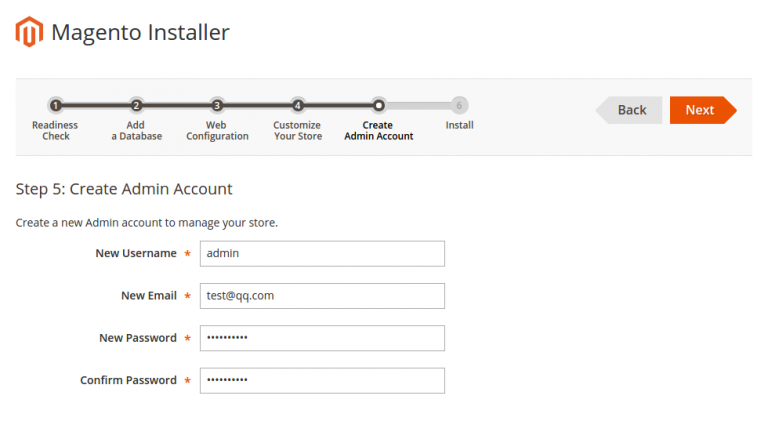 Magento Installer
1 2 3 4 6
Back Next
Readiness Add Web Customize Create Install
Check a Database Configuration Your Store Admin Account
Step 5: Create Admin Account
Create a new Admin account to manage your store.
New Username * admin
New Email * test@qq.com
New Password * ••••••••••
Confirm Password * ••••••••••